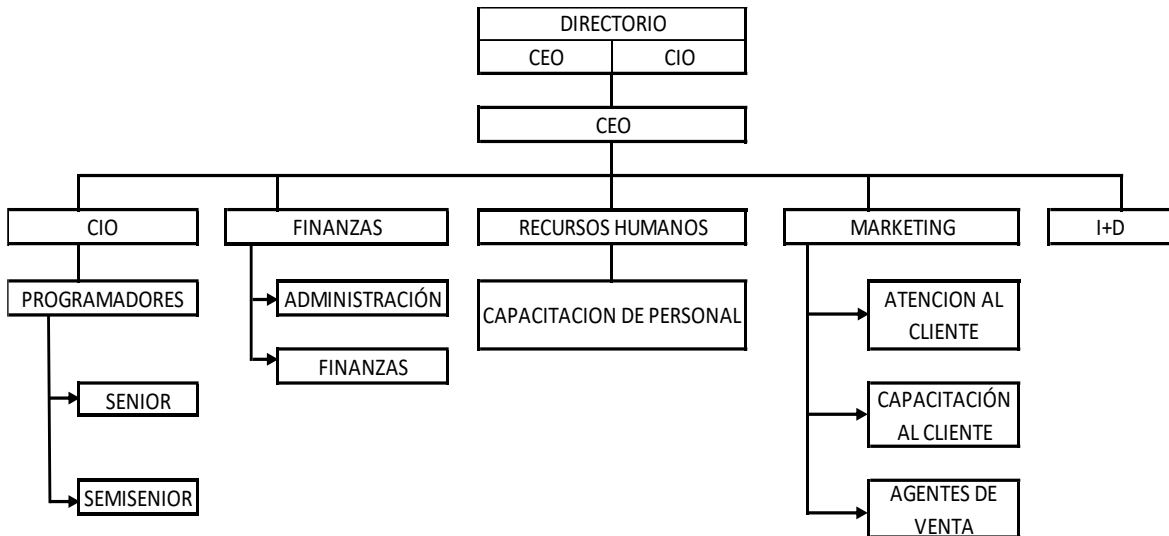 DIRECTORIO
CEO
CIO
CEO
CIO
FINANZAS
RECURSOS HUMANOS
MARKETING
I+D
PROGRAMADORES
SENIOR
SEMISENIOR
ADMINISTRACIÓN
FINANZAS
CAPACITACION DE PERSONAL
ATENCION AL
CLIENTE
CAPACITACIÓN
AL CLIENTE
AGENTES DE
VENTA